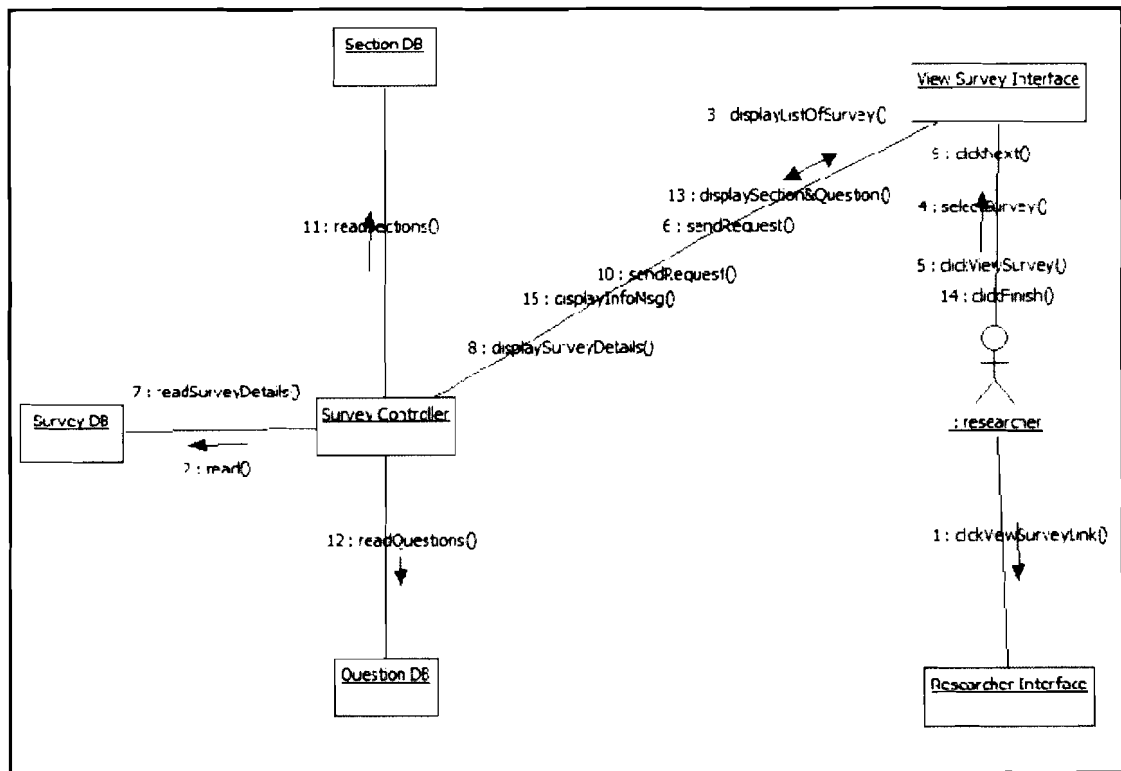 Section DB
View Survey Interface
3 : displayListOfSurvey()
9 : clickNext()
13 : displaySection&Question()
4 : selectSurvey()
6 : sendRequest()
11 : readSections()
5 : clickViewSurvey()
10 : sendRequest()
14 : clickFinish()
15 : displayInfoMsg()
8 : displaySurveyDetails()
7 : readSurveyDetails()
Survey DB
Survey Controller
: researcher
2 : read()
12 : readQuestions()
1 : clickViewSurveyLink()
Question DB
Researcher Interface